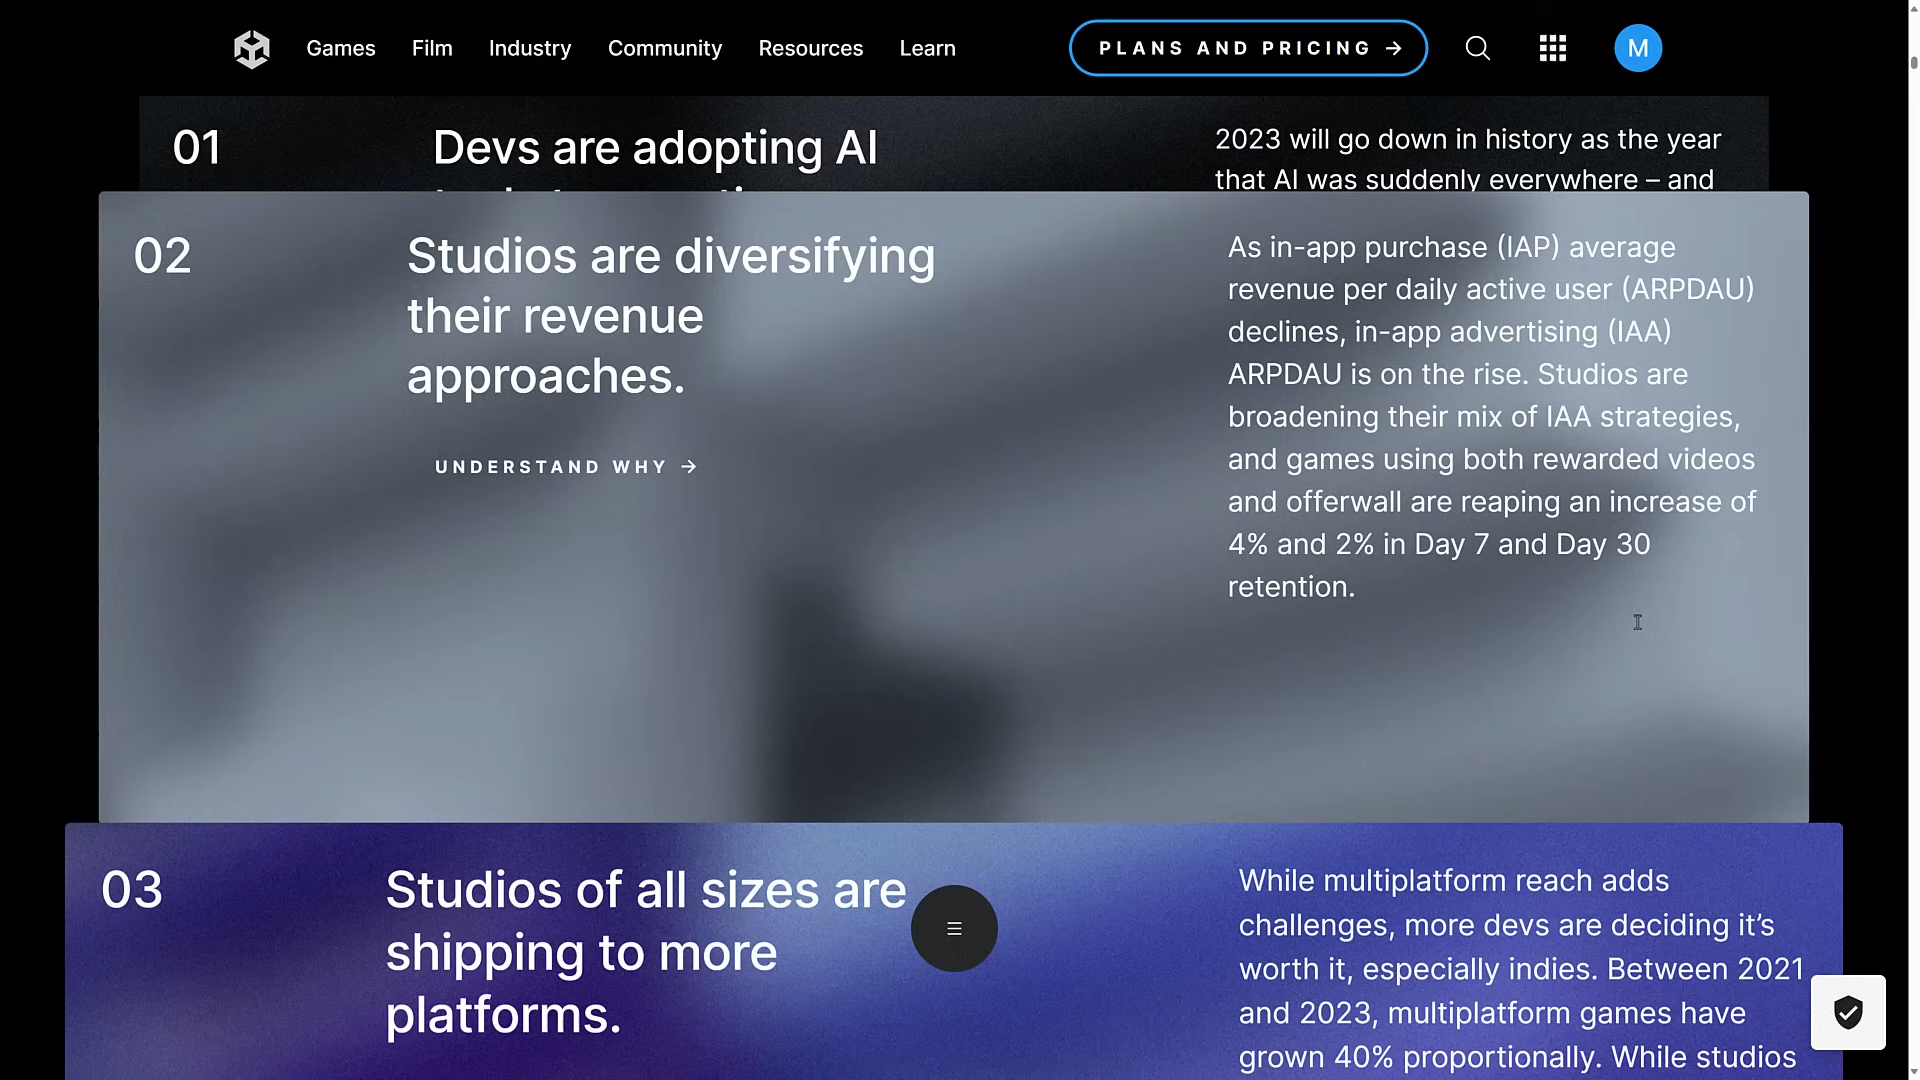 Games Film Industry Community Resources Learn PLANS AND PRICING → M
01
Devs are adopting AI
2023 will go down in history as the year
that AI was suddenly everywhere – and
02
Studios are diversifying
their revenue
approaches.
UNDERSTAND WHY →
As in-app purchase (IAP) average
revenue per daily active user (ARPDAU)
declines, in-app advertising (IAA)
ARPDAU is on the rise. Studios are
broadening their mix of IAA strategies,
and games using both rewarded videos
and offerwall are reaping an increase of
4% and 2% in Day 7 and Day 30
retention.
03
Studios of all sizes are
shipping to more
platforms.
While multiplatform reach adds
challenges, more devs are deciding it’s
worth it, especially indies. Between 2021
and 2023, multiplatform games have
grown 40% proportionally. While studios